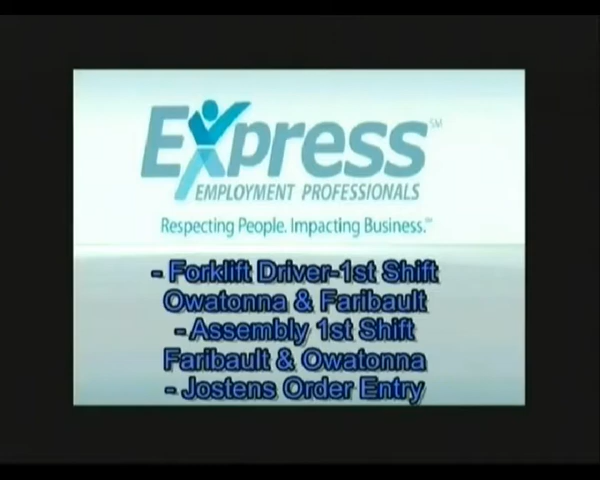 Express℠
EMPLOYMENT PROFESSIONALS
Respecting People. Impacting Business.℠
- Forklift Driver-1st Shift
Owatonna & Faribault
- Assembly 1st Shift
Faribault & Owatonna
- Jostens Order Entry